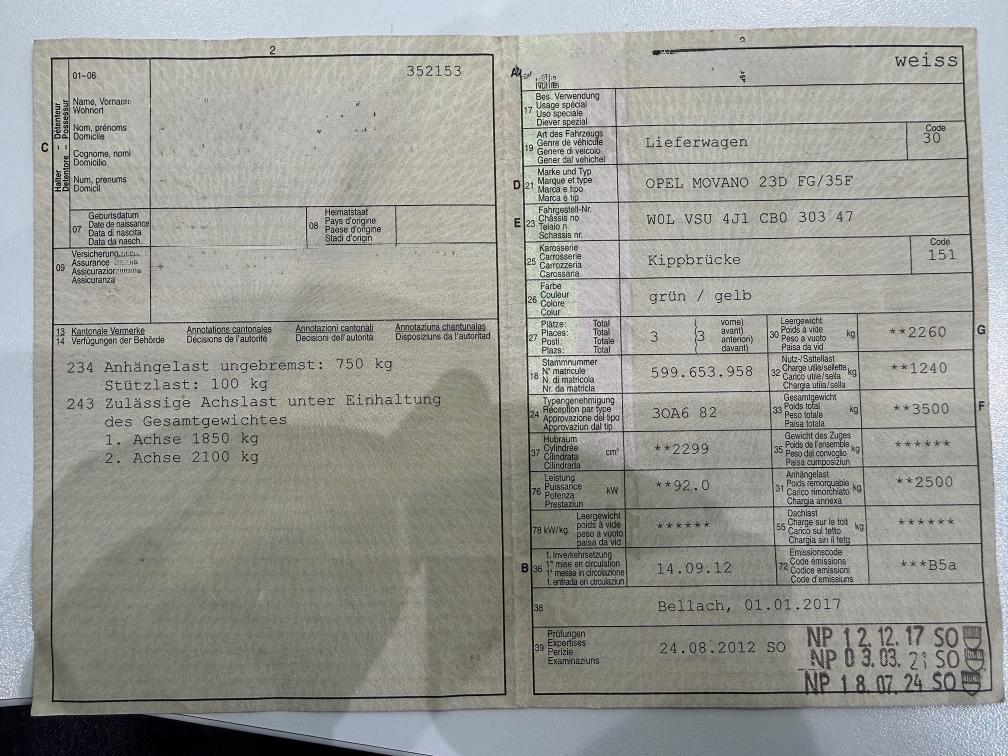 2
01-06
352153
C
Halter – Détenteur
Detentore – Possessur
Name, Vorname
Wohnort
Nom, prénoms
Domicile
Cognome, nomi
Domicilio
Num, prenums
Domicil
07
Geburtsdatum
Date de naissance
Data di nascita
Data da nasch.
08
Heimatstaat
Pays d'origine
Paese d'origine
Stadi d'origin
09
Versicherung
Assurance
Assicurazione
Assicuranza
13 Kantonale Vermerke Annotations cantonales Annotazioni cantonali Annotaziuns chantunalas
14 Verfügungen der Behörde Décisions de l'autorité Decisioni dell'autorità Disposiziuns da l'autoritad
234 Anhängelast ungebremst: 750 kg
Stützlast: 100 kg
243 Zulässige Achslast unter Einhaltung
des Gesamtgewichtes
1. Achse 1850 kg
2. Achse 2100 kg
A
weiss
17
Bes. Verwendung
Usage spécial
Uso speciale
Diever spezial
19
Art des Fahrzeugs
Genre de véhicule
Genere di veicolo
Gener dal vehichel
Lieferwagen
Code
30
D
21
Marke und Typ
Marque et type
Marca e tipo
Marca e tip
OPEL MOVANO 23D FG/35F
E
23
Fahrgestell-Nr.
Châssis no
Telaio n.
Schassis nr.
W0L VSU 4J1 CB0 303 47
25
Karosserie
Carrosserie
Carrozzeria
Carossaria
Kippbrücke
Code
151
26
Farbe
Couleur
Colore
Colur
grün / gelb
27
Plätze: Total
Places: Total
Posti: Totale
Plazs: Total
3
3
vorne)
avant)
anteriori)
davant)
30
Leergewicht
Poids à vide
Peso a vuoto
Paisa da vid
kg
**2260
G
18
Stammnummer
N° matricule
N. di matricola
Nr. da matricla
599.653.958
32
Nutz-/Sattellast
Charge utile/sellette
Carico utile/sella
Chargia utila/sella
kg
**1240
24
Typengenehmigung
Réception par type
Approvazione del tipo
Approvaziun dal tip
3OA6 82
33
Gesamtgewicht
Poids total
Peso totale
Paisa totala
kg
**3500
F
37
Hubraum
Cylindrée
Cilindrata
Cilindrada
cm³
**2299
35
Gewicht des Zuges
Poids de l'ensemble
Peso del convoglio
Paisa cumposiziun
kg
******
76
Leistung
Puissance
Potenza
Prestaziun
kW
**92.0
31
Anhängelast
Poids remorquable
Carico rimorchiato
Chargia annexa
kg
**2500
78 kW/kg
Leergewicht
poids à vide
peso a vuoto
paisa da vid
******
55
Dachlast
Charge sur le toit
Carico sul tetto
Chargia sin il tetg
kg
******
B
36
1. Inverkehrsetzung
1re mise en circulation
1a messa in circolazione
1. entrada en circulaziun
14.09.12
72
Emissionscode
Code émissions
Codice emissioni
Code d'emissiuns
***B5a
38
Bellach, 01.01.2017
39
Prüfungen
Expertises
Perizie
Examinaziuns
24.08.2012 SO
NP 12.12.17 SO
NP 03.03.21 SO
NP 18.07.24 SO